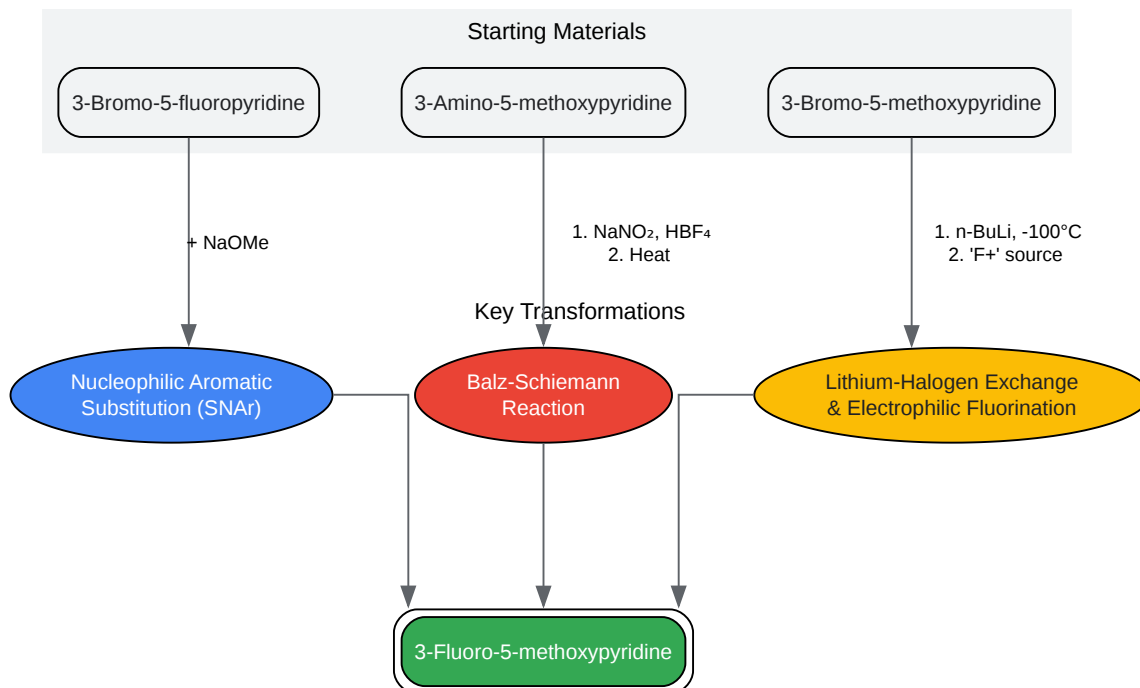 Starting Materials
3-Bromo-5-fluoropyridine
3-Amino-5-methoxypyridine
3-Bromo-5-methoxypyridine
+ NaOMe
1. NaNO₂, HBF₄
2. Heat
1. n-BuLi, -100°C
2. 'F+' source
Key Transformations
Nucleophilic Aromatic
Substitution (SNAr)
Balz-Schiemann
Reaction
Lithium-Halogen Exchange
& Electrophilic Fluorination
3-Fluoro-5-methoxypyridine